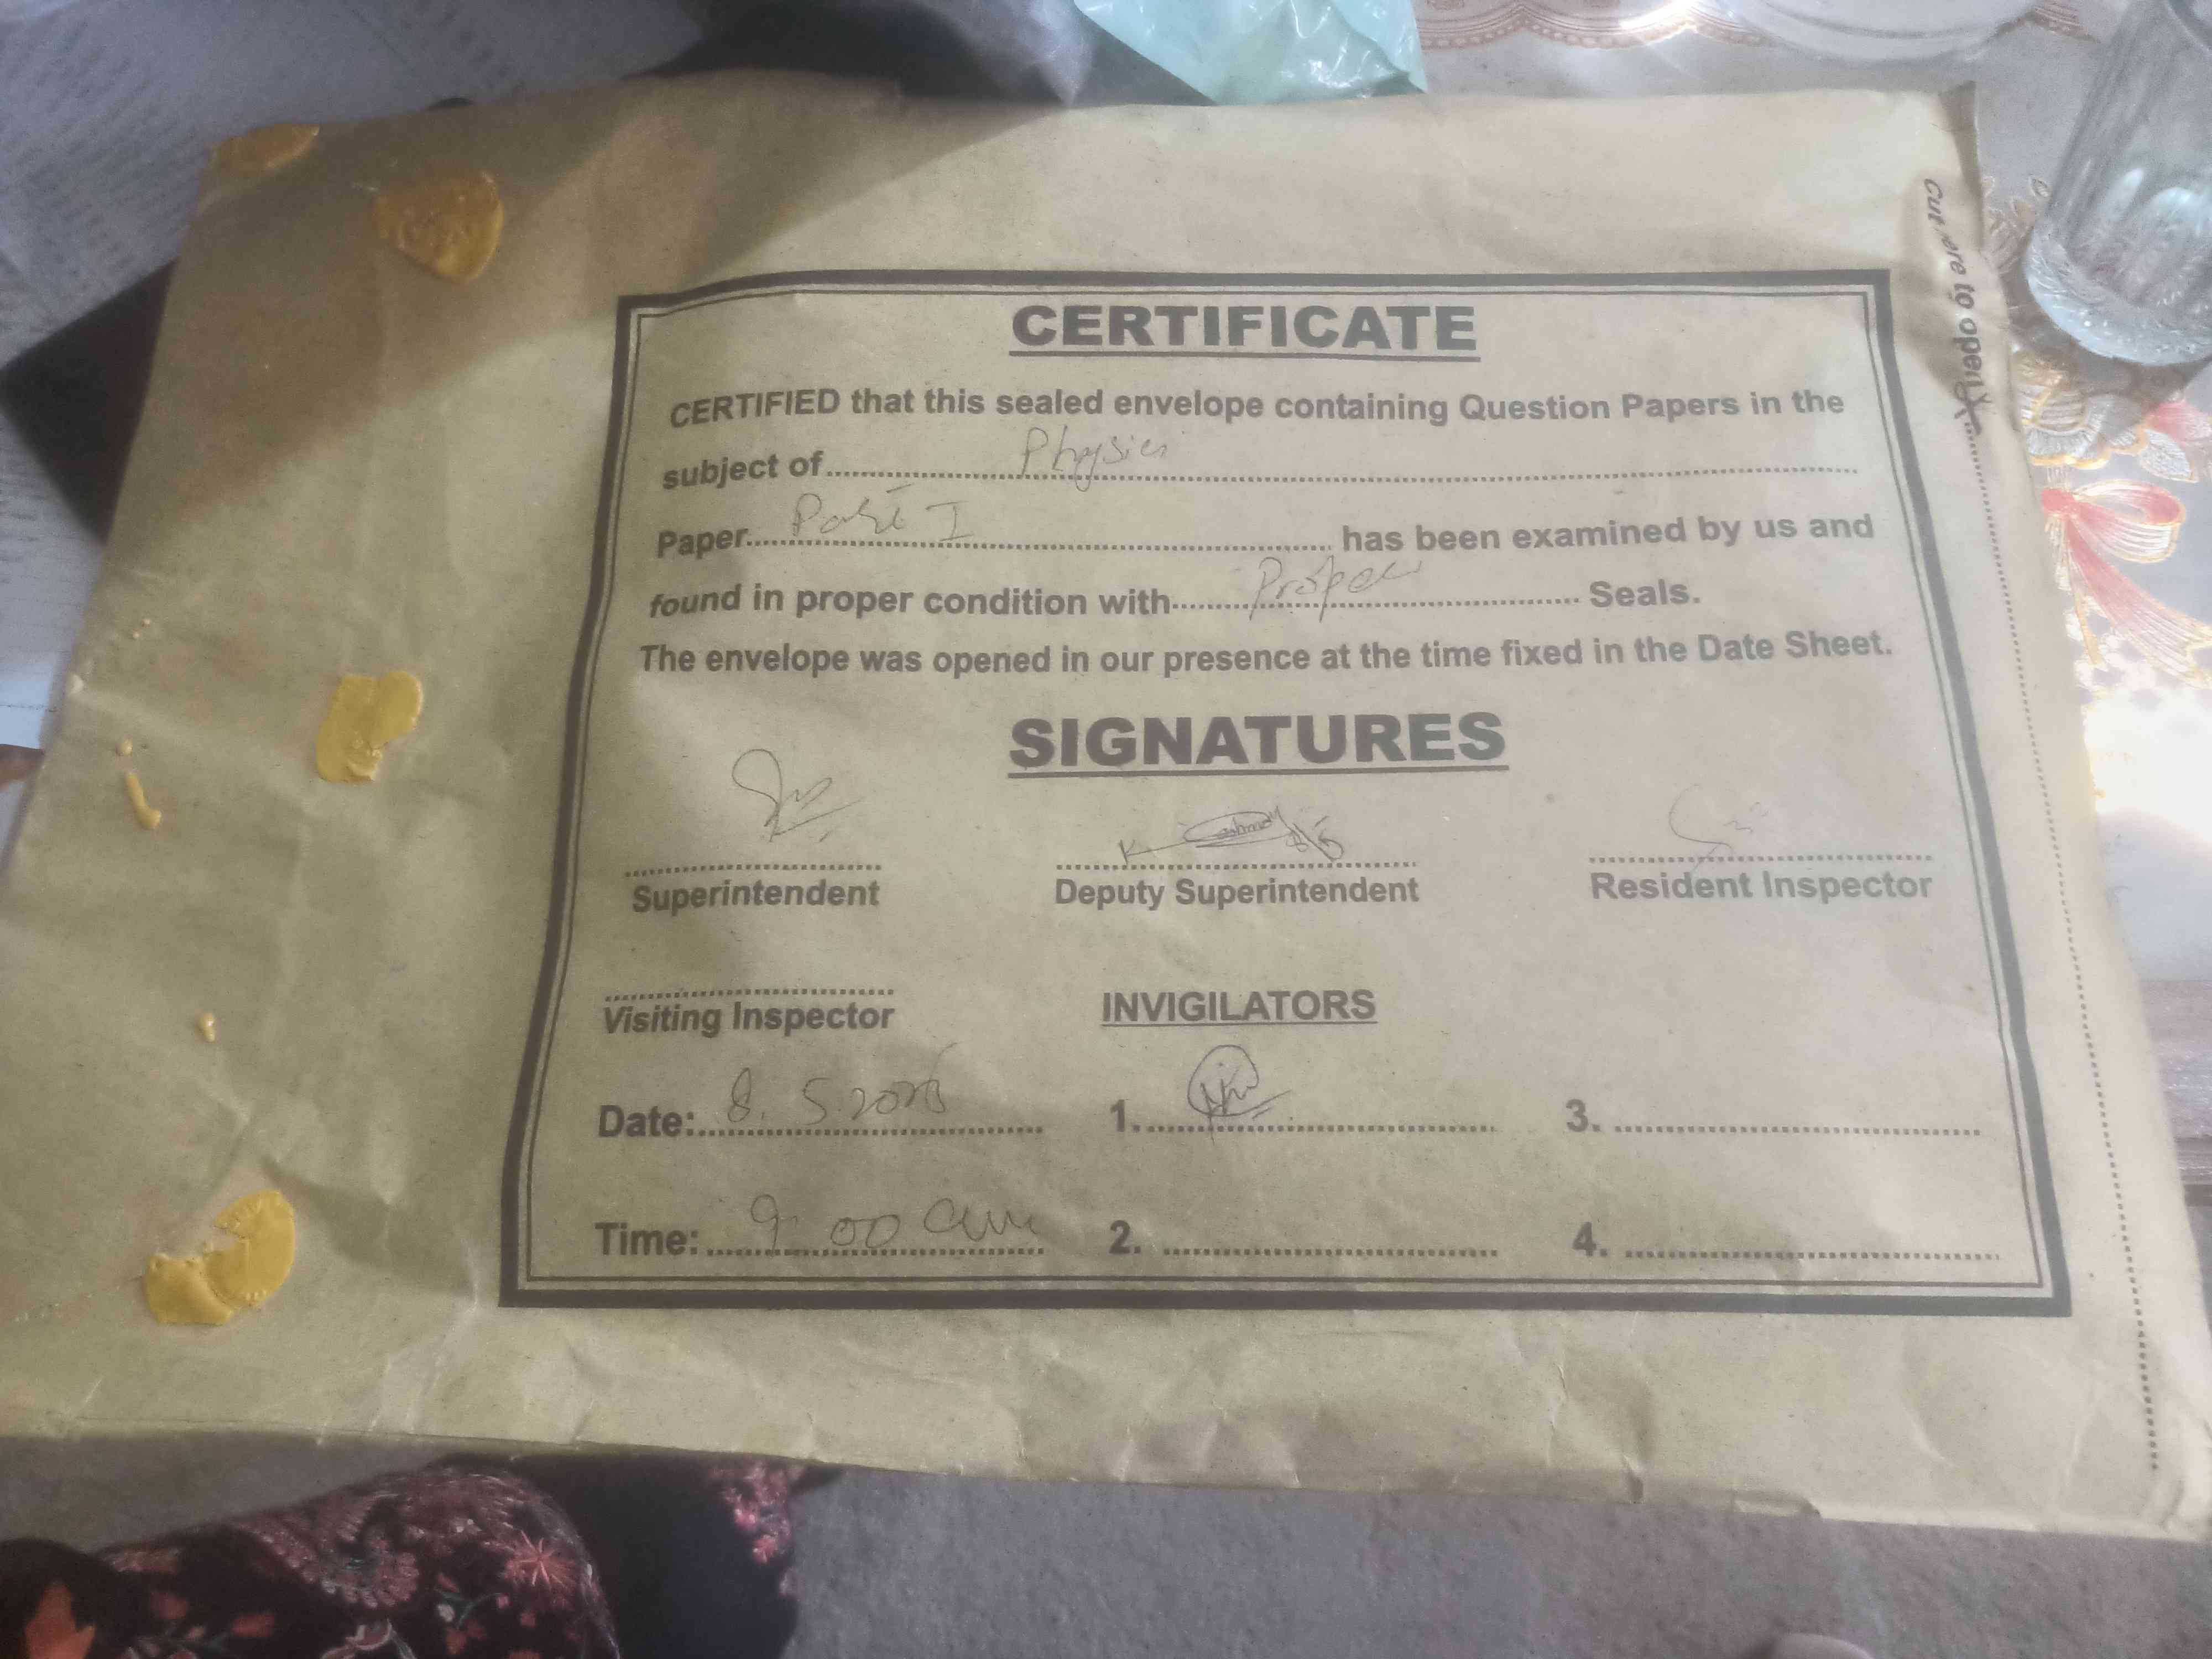 CERTIFICATE
CERTIFIED that this sealed envelope containing Question Papers in the
subject of Physics
Paper Part I has been examined by us and
found in proper condition with Proper Seals.
The envelope was opened in our presence at the time fixed in the Date Sheet.
SIGNATURES
Superintendent Deputy Superintendent Resident Inspector
Visiting Inspector INVIGILATORS
Date: 8.5.2026 1. 3.
Time: 9:00 am 2. 4.
Cut ere to open